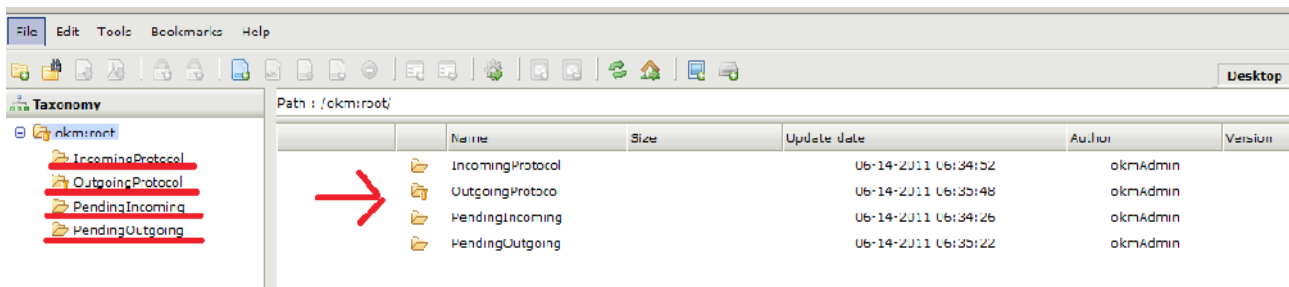 File Edit Tools Bookmarks Help
Desktop
Taxonomy
Path : /okm:root/
okm:root
Name Size Update date Author Version
IncomingProtocol
IncomingProtocol 06-14-2011 06:34:52 okmAdmin
OutgoingProtocol
OutgoingProtocol 06-14-2011 06:35:48 okmAdmin
PendingIncoming
PendingIncoming 06-14-2011 06:34:26 okmAdmin
PendingOutgoing
PendingOutgoing 06-14-2011 06:35:22 okmAdmin